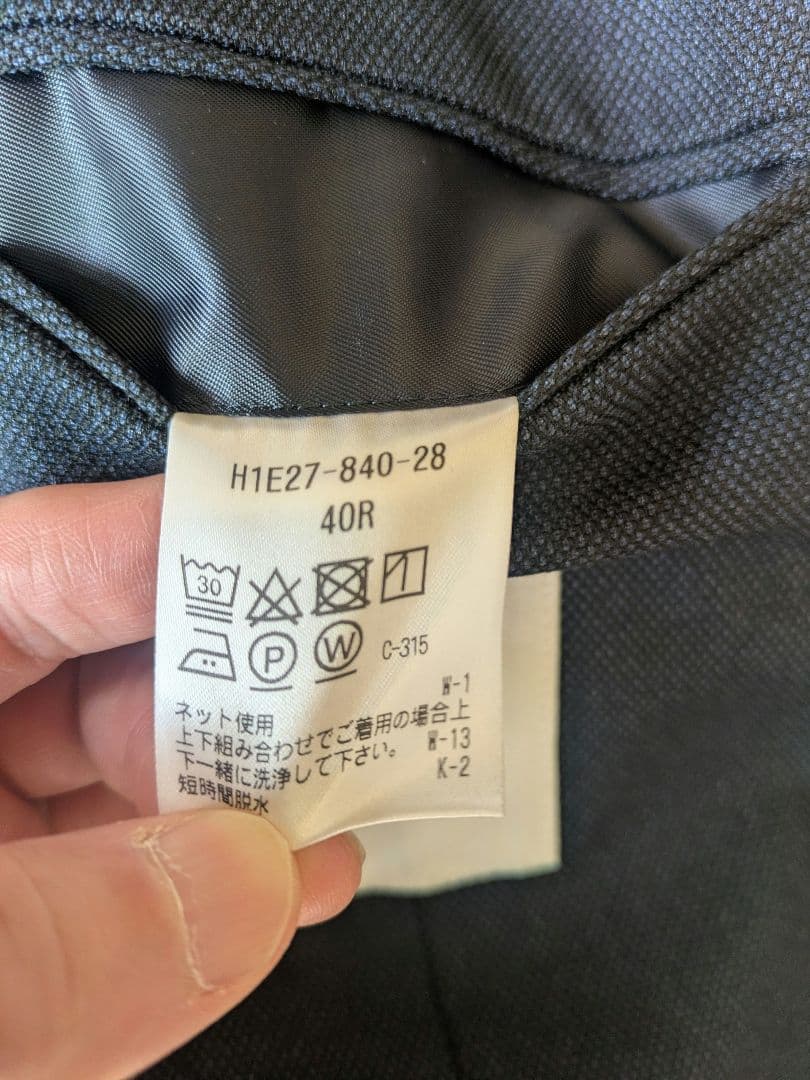 H1E27-840-28
40R
30
P W C-315
W-1
ネット使用
上下組み合わせでご着用の場合上 W-13
下一緒に洗浄して下さい。 K-2
短時間脱水